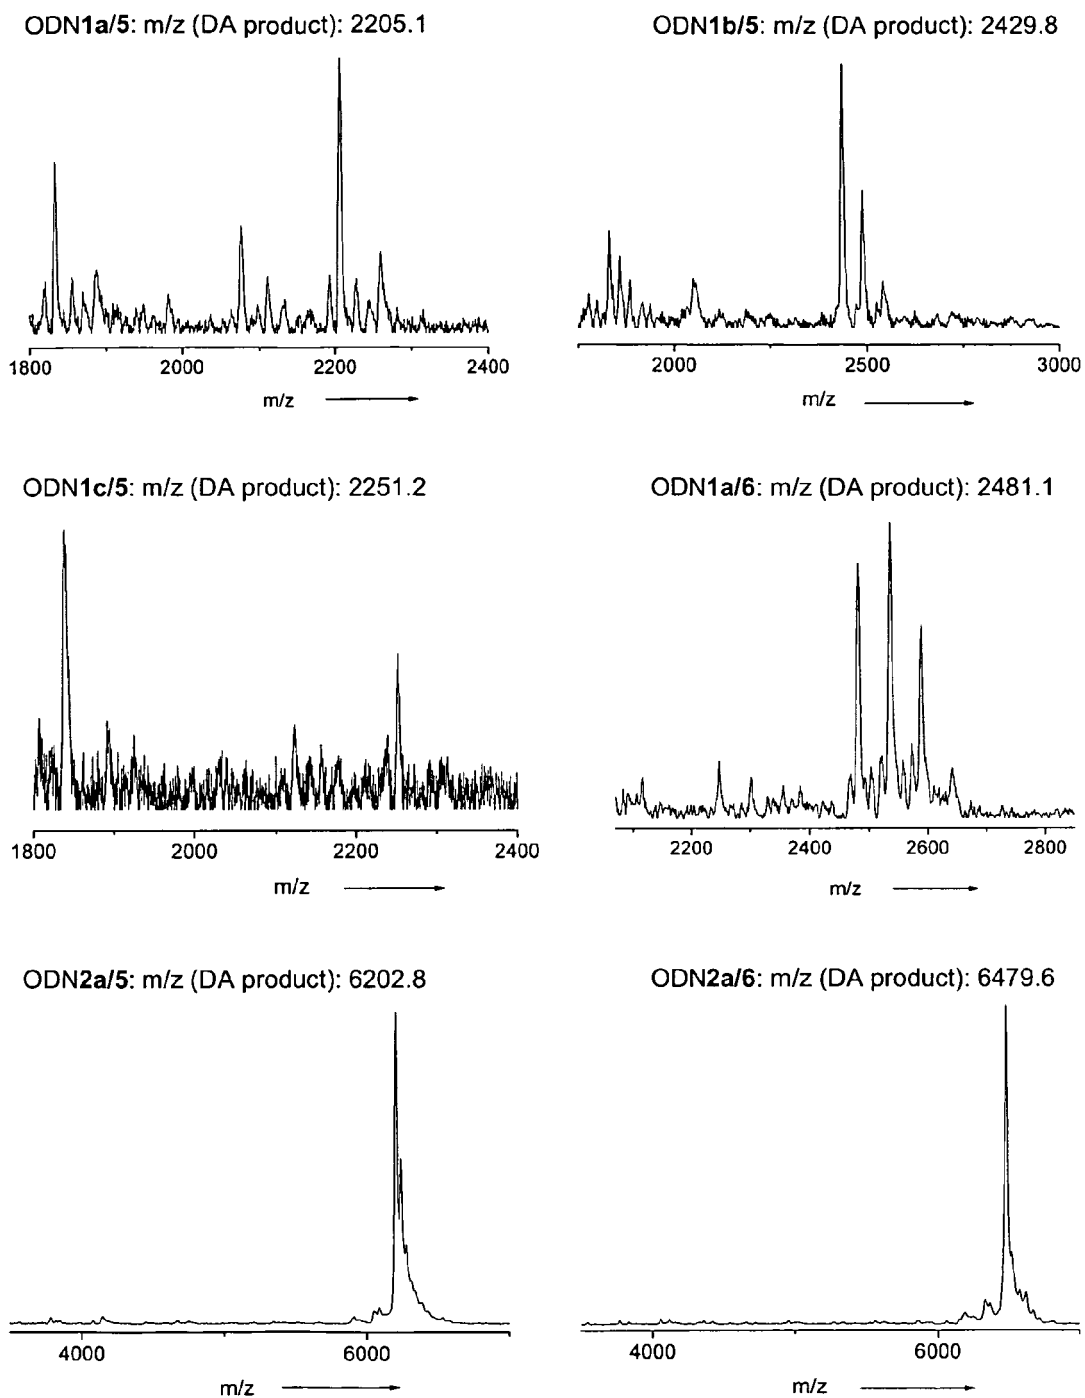 ODN1a/5: m/z (DA product): 2205.1
1800 2000 2200 2400
m/z
ODN1b/5: m/z (DA product): 2429.8
2000 2500 3000
m/z
ODN1c/5: m/z (DA product): 2251.2
1800 2000 2200 2400
m/z
ODN1a/6: m/z (DA product): 2481.1
2200 2400 2600 2800
m/z
ODN2a/5: m/z (DA product): 6202.8
4000 6000
m/z
ODN2a/6: m/z (DA product): 6479.6
4000 6000
m/z